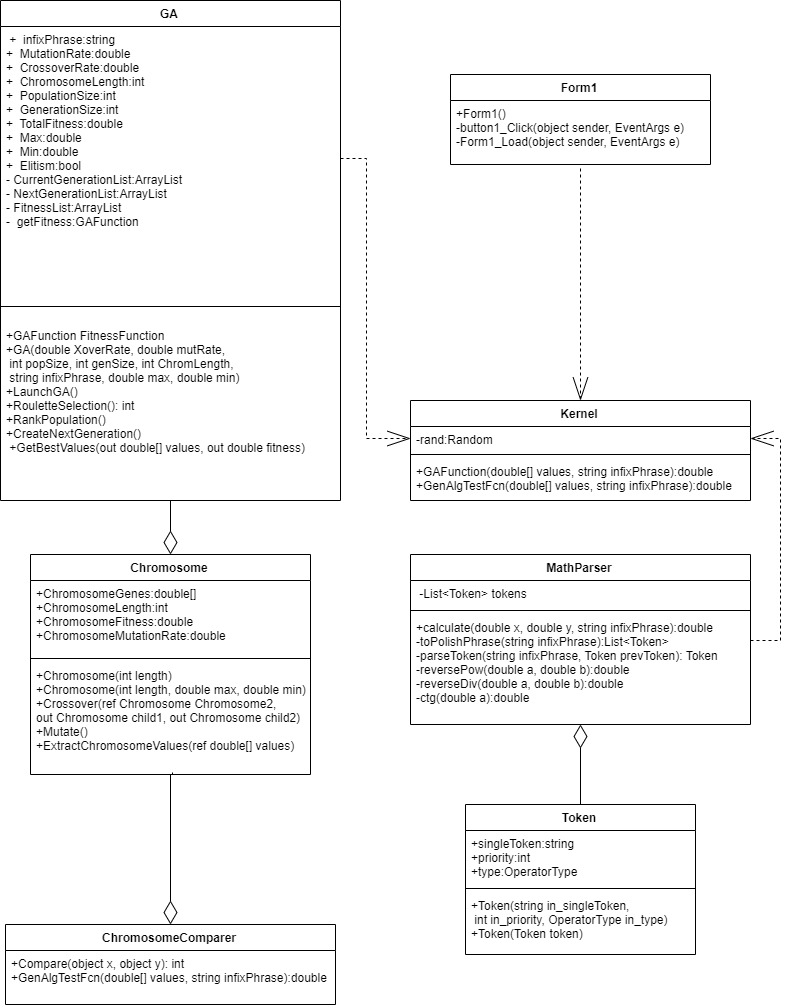 GA
+ infixPhrase:string
+ MutationRate:double
+ CrossoverRate:double
+ ChromosomeLength:int
+ PopulationSize:int
+ GenerationSize:int
+ TotalFitness:double
+ Max:double
+ Min:double
+ Elitism:bool
- CurrentGenerationList:ArrayList
- NextGenerationList:ArrayList
- FitnessList:ArrayList
- getFitness:GAFunction
+GAFunction FitnessFunction
+GA(double XoverRate, double mutRate,
int popSize, int genSize, int ChromLength,
string infixPhrase, double max, double min)
+LaunchGA()
+RouletteSelection(): int
+RankPopulation()
+CreateNextGeneration()
+GetBestValues(out double[] values, out double fitness)
Form1
+Form1()
-button1_Click(object sender, EventArgs e)
-Form1_Load(object sender, EventArgs e)
Kernel
-rand:Random
+GAFunction(double[] values, string infixPhrase):double
+GenAlgTestFcn(double[] values, string infixPhrase):double
Chromosome
+ChromosomeGenes:double[]
+ChromosomeLength:int
+ChromosomeFitness:double
+ChromosomeMutationRate:double
+Chromosome(int length)
+Chromosome(int length, double max, double min)
+Crossover(ref Chromosome Chromosome2,
out Chromosome child1, out Chromosome child2)
+Mutate()
+ExtractChromosomeValues(ref double[] values)
MathParser
-List<Token> tokens
+calculate(double x, double y, string infixPhrase):double
-toPolishPhrase(string infixPhrase):List<Token>
-parseToken(string infixPhrase, Token prevToken): Token
-reversePow(double a, double b):double
-reverseDiv(double a, double b):double
-ctg(double a):double
Token
+singleToken:string
+priority:int
+type:OperatorType
+Token(string in_singleToken,
int in_priority, OperatorType in_type)
+Token(Token token)
ChromosomeComparer
+Compare(object x, object y): int
+GenAlgTestFcn(double[] values, string infixPhrase):double